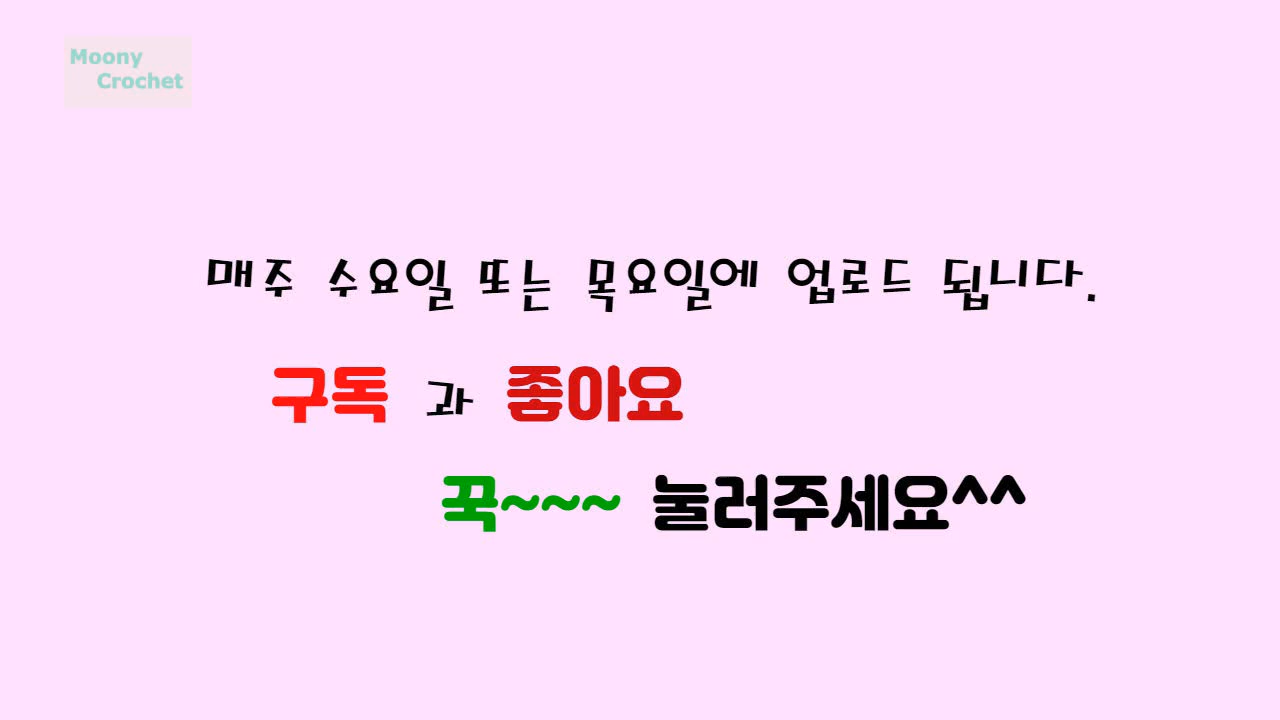 Moony
Crochet
매주 수요일 또는 목요일에 업로드 됩니다.
구독 과 좋아요
꾹~~~ 눌러주세요^^